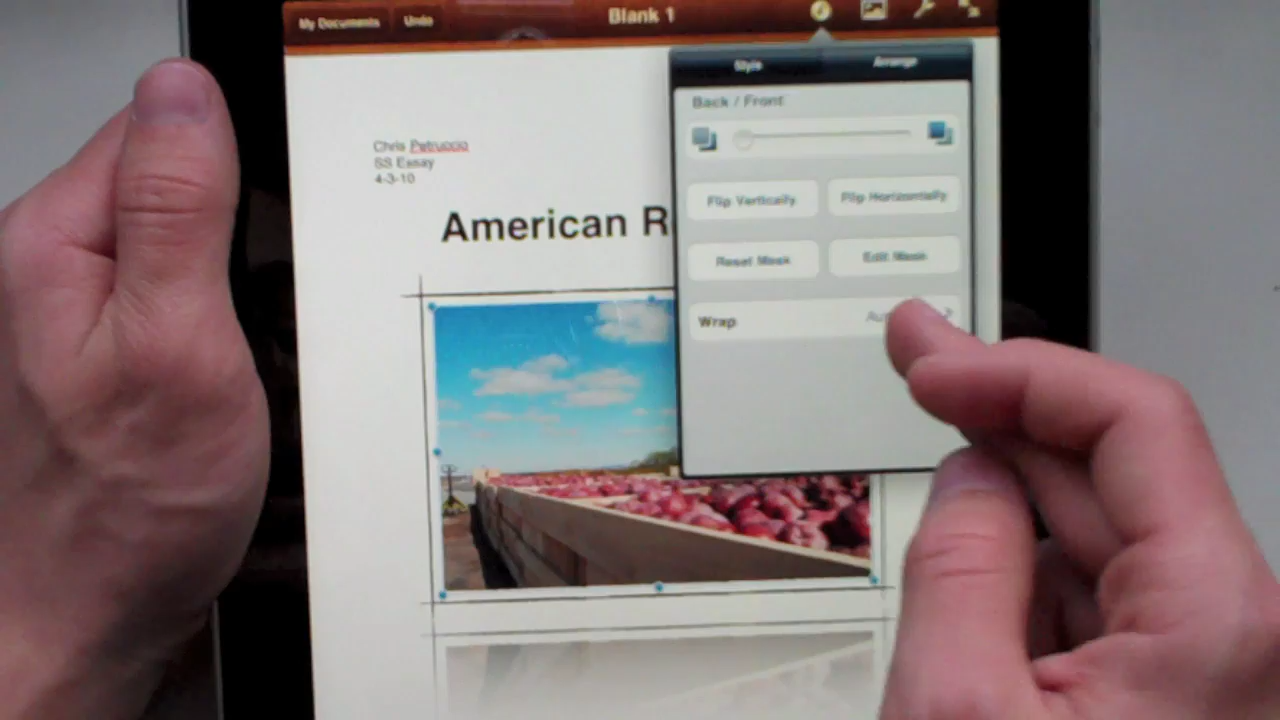 My Documents Undo Blank 1
Style Arrange
Back / Front
Chris Petruccio
SS Essay
4-3-10
Flip Vertically Flip Horizontally
American R
Reset Mask Edit Mask
Wrap